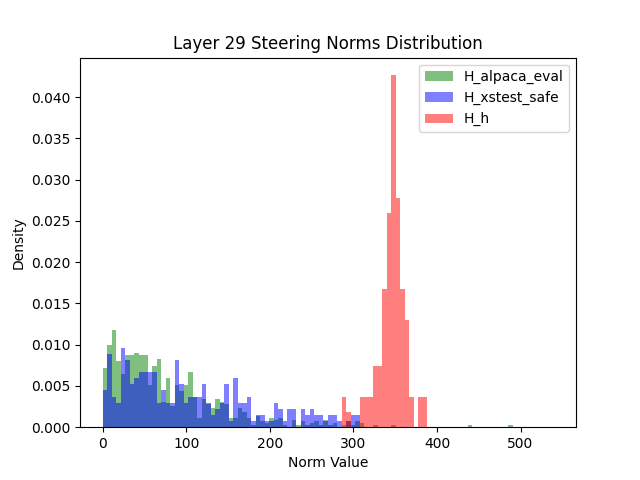 Layer 29 Steering Norms Distribution
H_alpaca_eval
H_xstest_safe
H_h
0.040
0.035
0.030
0.025
0.020
0.015
0.010
0.005
0.000
Density
0 100 200 300 400 500
Norm Value